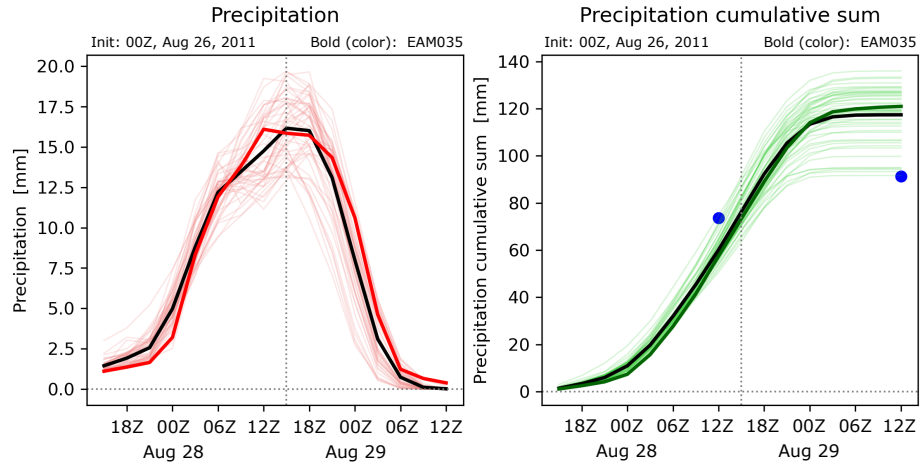 Precipitation
Init: 00Z, Aug 26, 2011 Bold (color): EAM035
Precipitation [mm]
20.0
17.5
15.0
12.5
10.0
7.5
5.0
2.5
0.0
18Z 00Z 06Z 12Z 18Z 00Z 06Z 12Z
Aug 28 Aug 29
Precipitation cumulative sum
Init: 00Z, Aug 26, 2011 Bold (color): EAM035
Precipitation cumulative sum [mm]
140
120
100
80
60
40
20
0
18Z 00Z 06Z 12Z 18Z 00Z 06Z 12Z
Aug 28 Aug 29